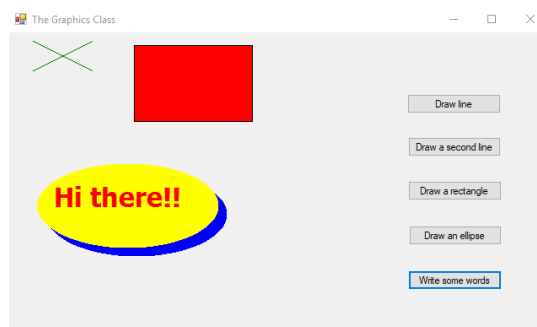 The Graphics Class
Draw line
Draw a second line
Draw a rectangle
Hi there!!
Draw an ellipse
Write some words